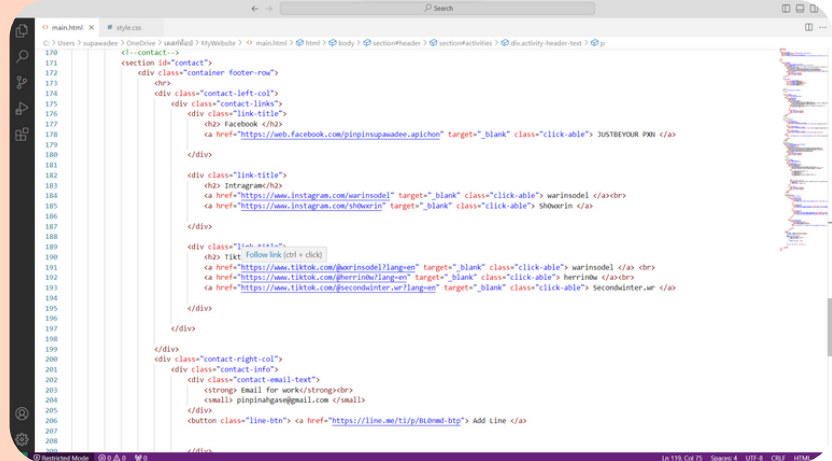 Search
main.html × # style.css
C: > Users > supawadee > OneDrive > เดสก์ท็อป > MyWebsite > main.html > html > body > section#header > section#activities > div.activity-header-text > p
170 <!--contact-->
171 <section id="contact">
172 <div class="container footer-row">
173 <hr>
174 <div class="contact-left-col">
175 <div class="contact-links">
176 <div class="link-title">
177 <h2> Facebook </h2>
178 <a href="https://web.facebook.com/pinpinsupawadee.apichon" target="_blank" class="click-able"> JUSTBEYOUR PXN </a>
179
180 </div>
181
182 <div class="link-title">
183 <h2> Intragram</h2>
184 <a href="https://www.instagram.com/warinsodel" target="_blank" class="click-able"> warinsodel </a><br>
185 <a href="https://www.instagram.com/sh0wxrin" target="_blank" class="click-able"> Sh0wxrin </a>
186
187 </div>
188
189 <div class="link-title">
190 <h2> Tikt
Follow link (ctrl + click)
191 <a href="https://www.tiktok.com/@wxrinsodel?lang=en" target="_blank" class="click-able"> warinsodel </a> <br>
192 <a href="https://www.tiktok.com/@herrin0w?lang=en" target="_blank" class="click-able"> herrin0w </a><br>
193 <a href="https://www.tiktok.com/@secondwinter.wr?lang=en" target="_blank" class="click-able"> Secondwinter.wr </a>
194
195 </div>
196
197 </div>
198
199 </div>
200 <div class="contact-right-col">
201 <div class="contact-info">
202 <div class="contact-email-text">
203 <strong> Email for work</strong><br>
204 <small> pinpinahgase@gmail.com </small>
205 </div>
206 <button class="line-btn"> <a href="https://line.me/ti/p/BL0nmd-btp"> Add Line </a>
207
208
209 </div>
Restricted Mode 0 0 0 Ln 119, Col 75 Spaces: 4 UTF-8 CRLF HTML